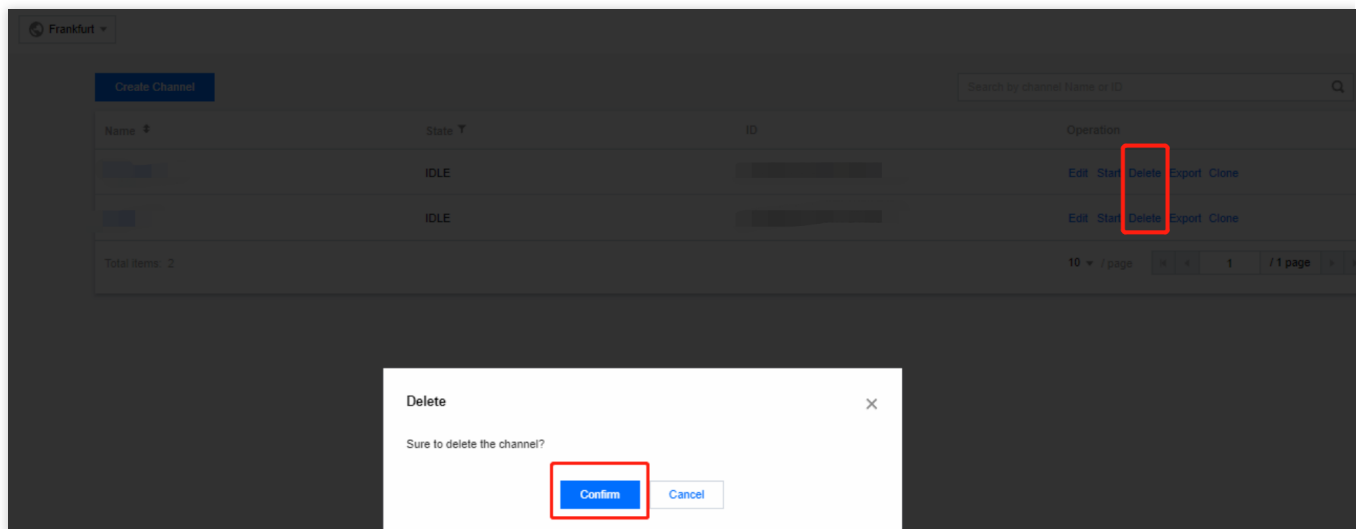 Frankfurt
Create Channel
Search by channel Name or ID
Name State ID Operation
IDLE Edit Start Delete Export Clone
IDLE Edit Start Delete Export Clone
Total items 2 10 / page 1 / 1 page
Delete
Sure to delete the channel?
Confirm Cancel